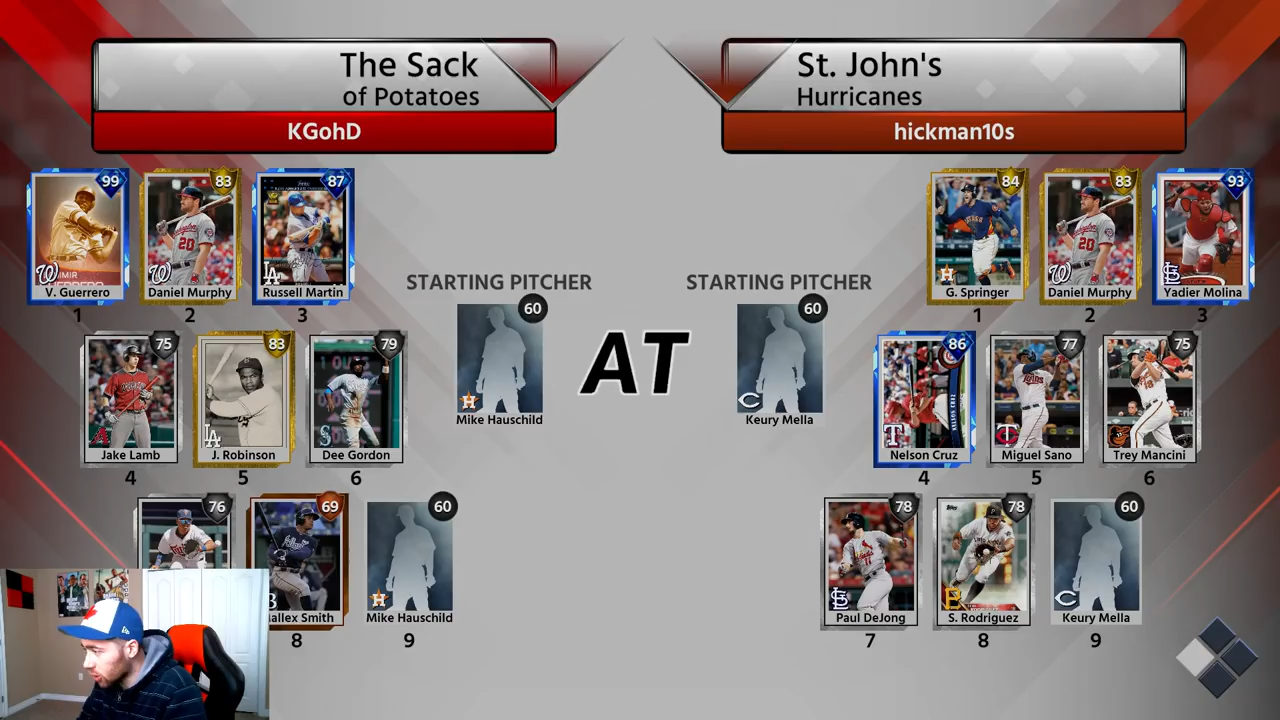 The Sack
of Potatoes
KGohD
St. John's
Hurricanes
hickman10s
99
V. Guerrero
1
83
Daniel Murphy
2
87
Russell Martin
3
75
Jake Lamb
4
83
J. Robinson
5
79
Dee Gordon
6
76
69
Mallex Smith
8
60
Mike Hauschild
9
STARTING PITCHER
60
Mike Hauschild
AT
STARTING PITCHER
60
Keury Mella
84
G. Springer
1
83
Daniel Murphy
2
93
Yadier Molina
3
86
Nelson Cruz
4
77
Miguel Sano
5
75
Trey Mancini
6
78
Paul DeJong
7
78
S. Rodriguez
8
60
Keury Mella
9